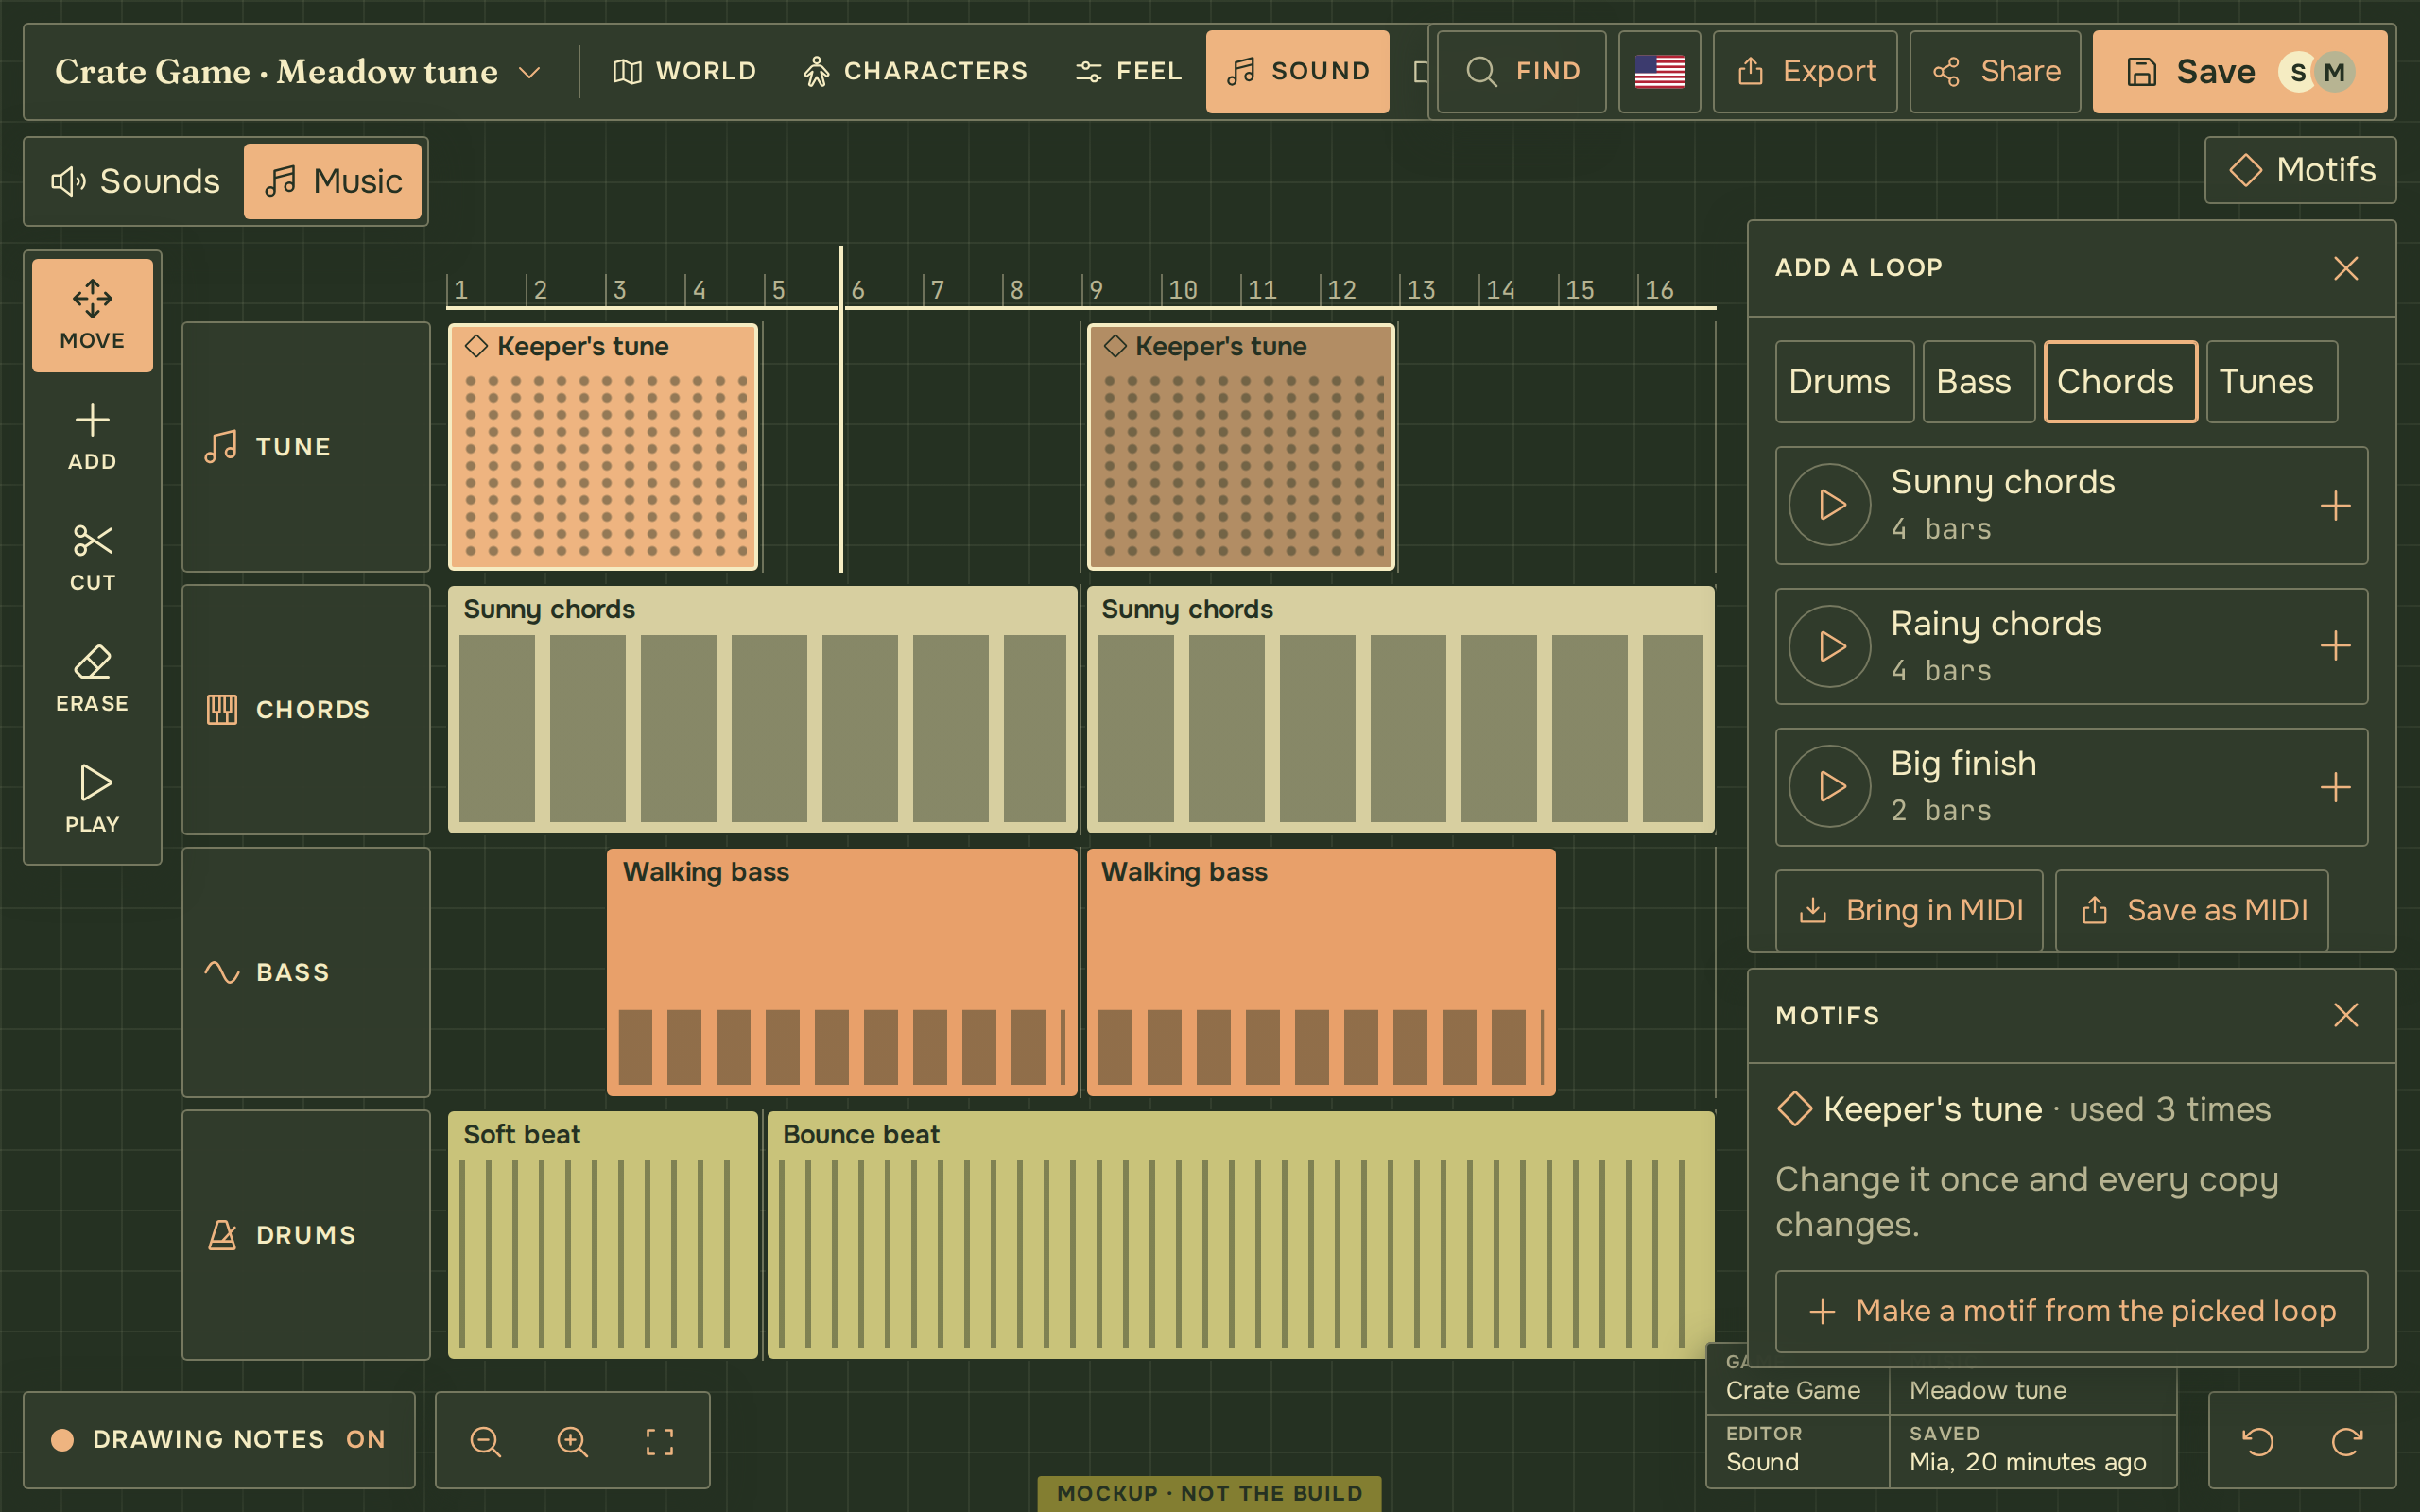 Crate Game · Meadow tune
WORLD
CHARACTERS
FEEL
SOUND
FIND
Export
Share
Save
S
M
Sounds
Music
Motifs
MOVE
ADD
CUT
ERASE
PLAY
1 2 3 4 5 6 7 8 9 10 11 12 13 14 15 16
TUNE
Keeper's tune
Keeper's tune
CHORDS
Sunny chords
Sunny chords
BASS
Walking bass
Walking bass
DRUMS
Soft beat
Bounce beat
ADD A LOOP
Drums
Bass
Chords
Tunes
Sunny chords
4 bars
Rainy chords
4 bars
Big finish
2 bars
Bring in MIDI
Save as MIDI
MOTIFS
Keeper's tune · used 3 times
Change it once and every copy
changes.
Make a motif from the picked loop
Crate Game
Meadow tune
EDITOR
Sound
SAVED
Mia, 20 minutes ago
DRAWING NOTES ON
MOCKUP · NOT THE BUILD